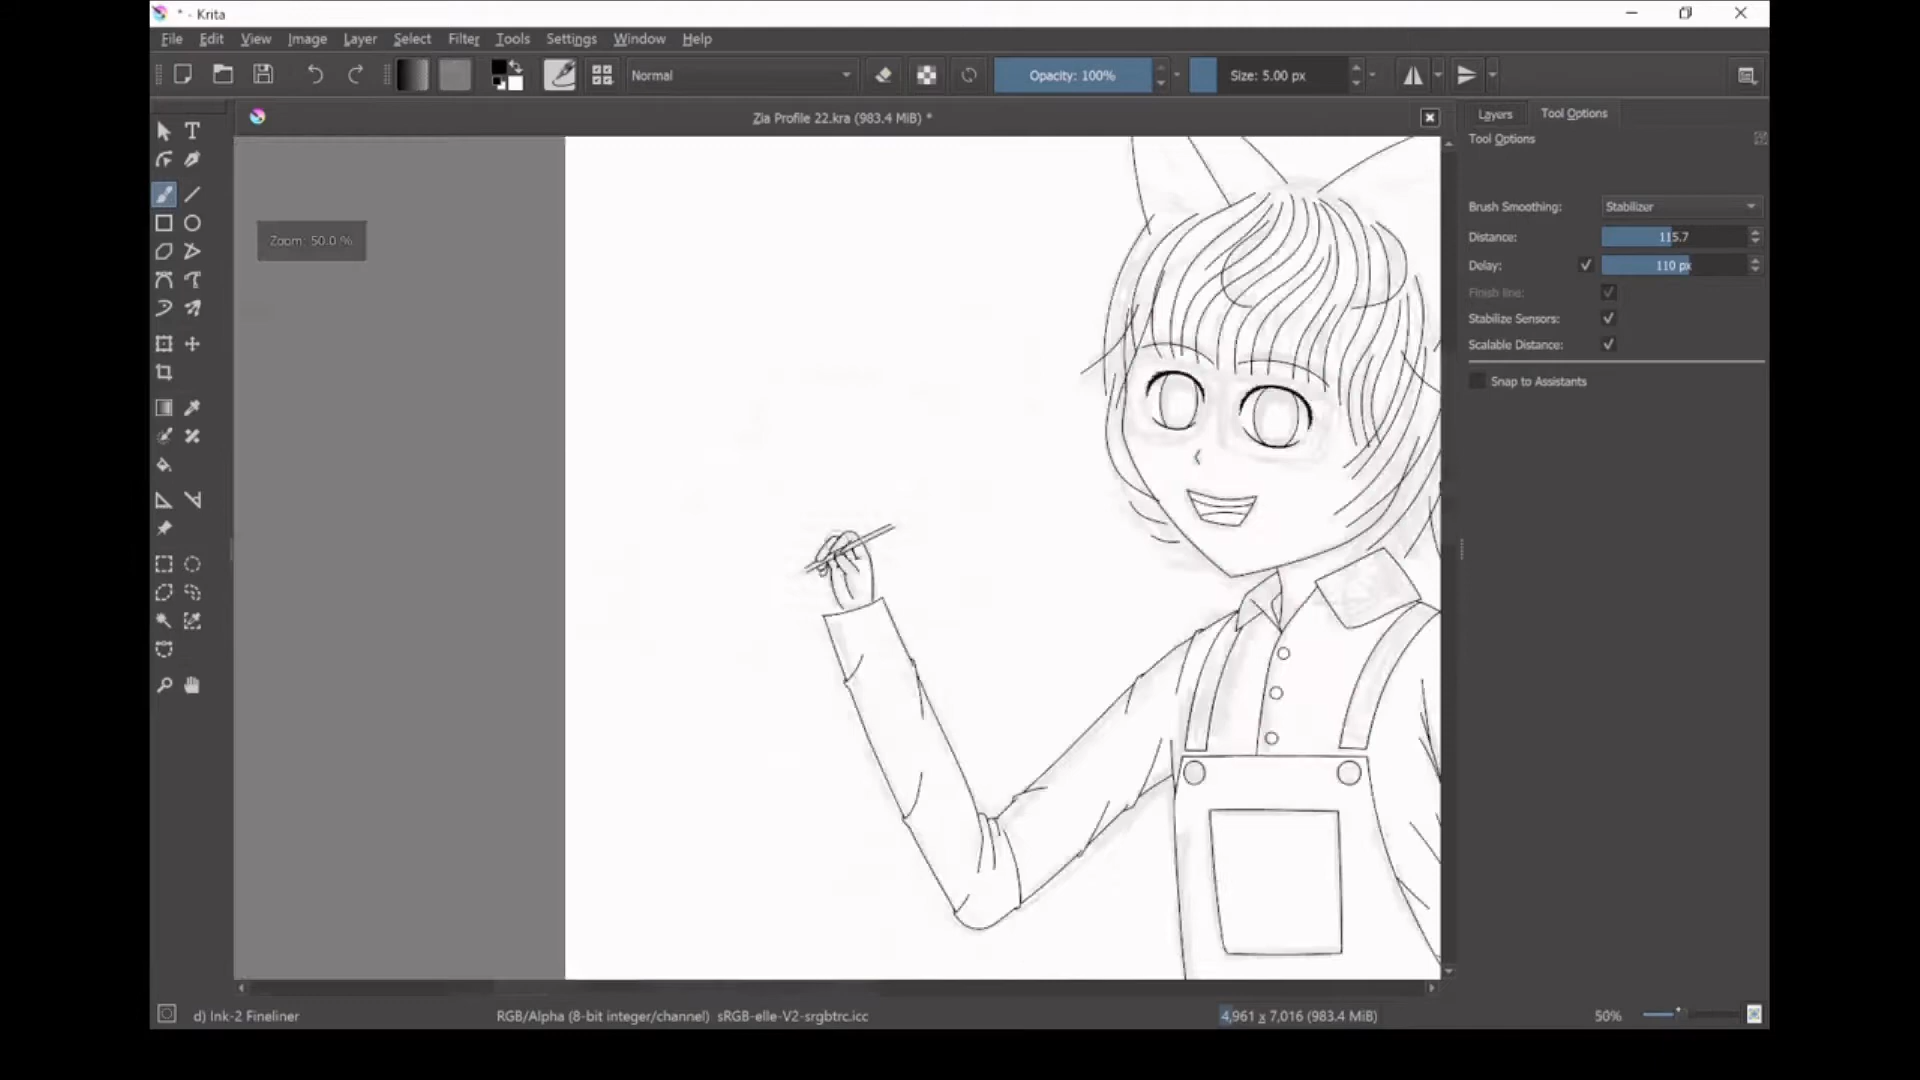 * - Krita
File Edit View Image Layer Select Filter Tools Settings Window Help
Normal Opacity: 100% Size: 5.00 px
Zia Profile 22.kra (983.4 MiB) *
Layers Tool Options
Tool Options
Brush Smoothing: Stabilizer
Distance: 115.7
Delay: 110 px
Finish line:
Stabilize Sensors:
Scalable Distance:
Snap to Assistants
Zoom: 50.0 %
d) Ink-2 Fineliner RGB/Alpha (8-bit integer/channel) sRGB-elle-V2-srgbtrc.icc 4,961 x 7,016 (983.4 MiB) 50%